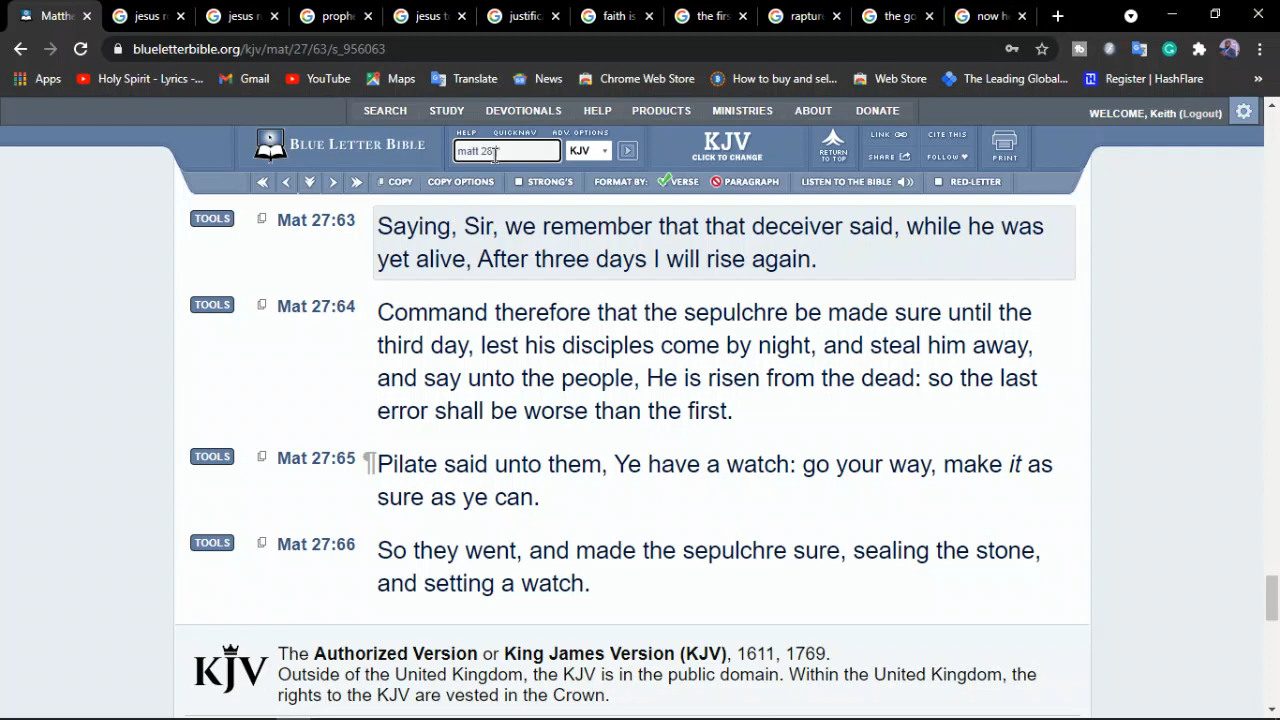 Matthe
jesus r
jesus r
prophe
jesus t
justific
faith is
the firs
rapture
the go
now he
blueletterbible.org/kjv/mat/27/63/s_956063
Apps
Holy Spirit - Lyrics -...
Gmail
YouTube
Maps
Translate
News
Chrome Web Store
How to buy and sel...
Web Store
The Leading Global...
Register | HashFlare
»
SEARCH STUDY DEVOTIONALS HELP PRODUCTS MINISTRIES ABOUT DONATE
WELCOME, Keith (Logout)
BLUE LETTER BIBLE
HELP QUICKNAV ADV. OPTIONS
matt 28
KJV
KJV
CLICK TO CHANGE
RETURN
TO TOP
LINK
CITE THIS
SHARE
FOLLOW
PRINT
COPY COPY OPTIONS STRONG'S FORMAT BY: VERSE PARAGRAPH LISTEN TO THE BIBLE RED-LETTER
TOOLS Mat 27:63 Saying, Sir, we remember that that deceiver said, while he was
yet alive, After three days I will rise again.
TOOLS Mat 27:64 Command therefore that the sepulchre be made sure until the
third day, lest his disciples come by night, and steal him away,
and say unto the people, He is risen from the dead: so the last
error shall be worse than the first.
TOOLS Mat 27:65 ¶Pilate said unto them, Ye have a watch: go your way, make it as
sure as ye can.
TOOLS Mat 27:66 So they went, and made the sepulchre sure, sealing the stone,
and setting a watch.
KJV
The Authorized Version or King James Version (KJV), 1611, 1769.
Outside of the United Kingdom, the KJV is in the public domain. Within the United Kingdom, the
rights to the KJV are vested in the Crown.